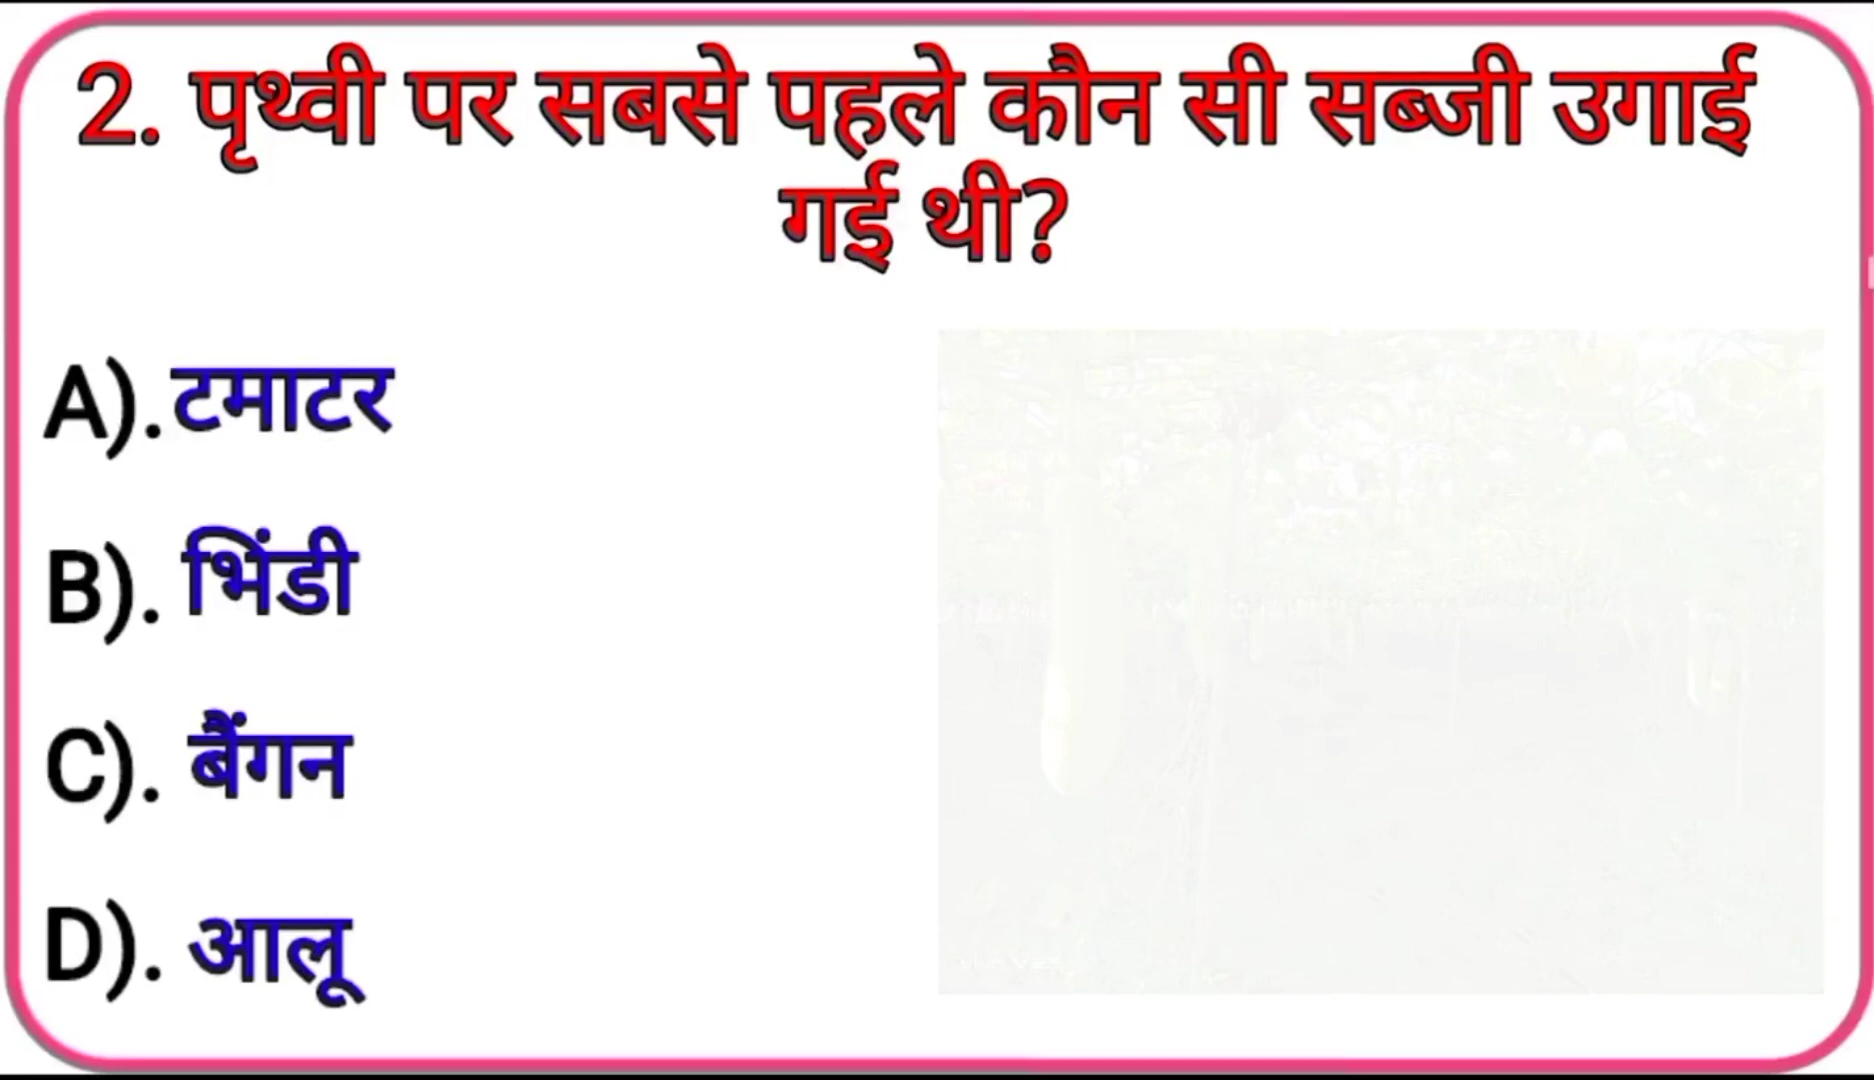 2. पृथ्वी पर सबसे पहले कौन सी सब्जी उगाई
गई थी?
A).टमाटर
B). भिंडी
C). बैंगन
D). आलू